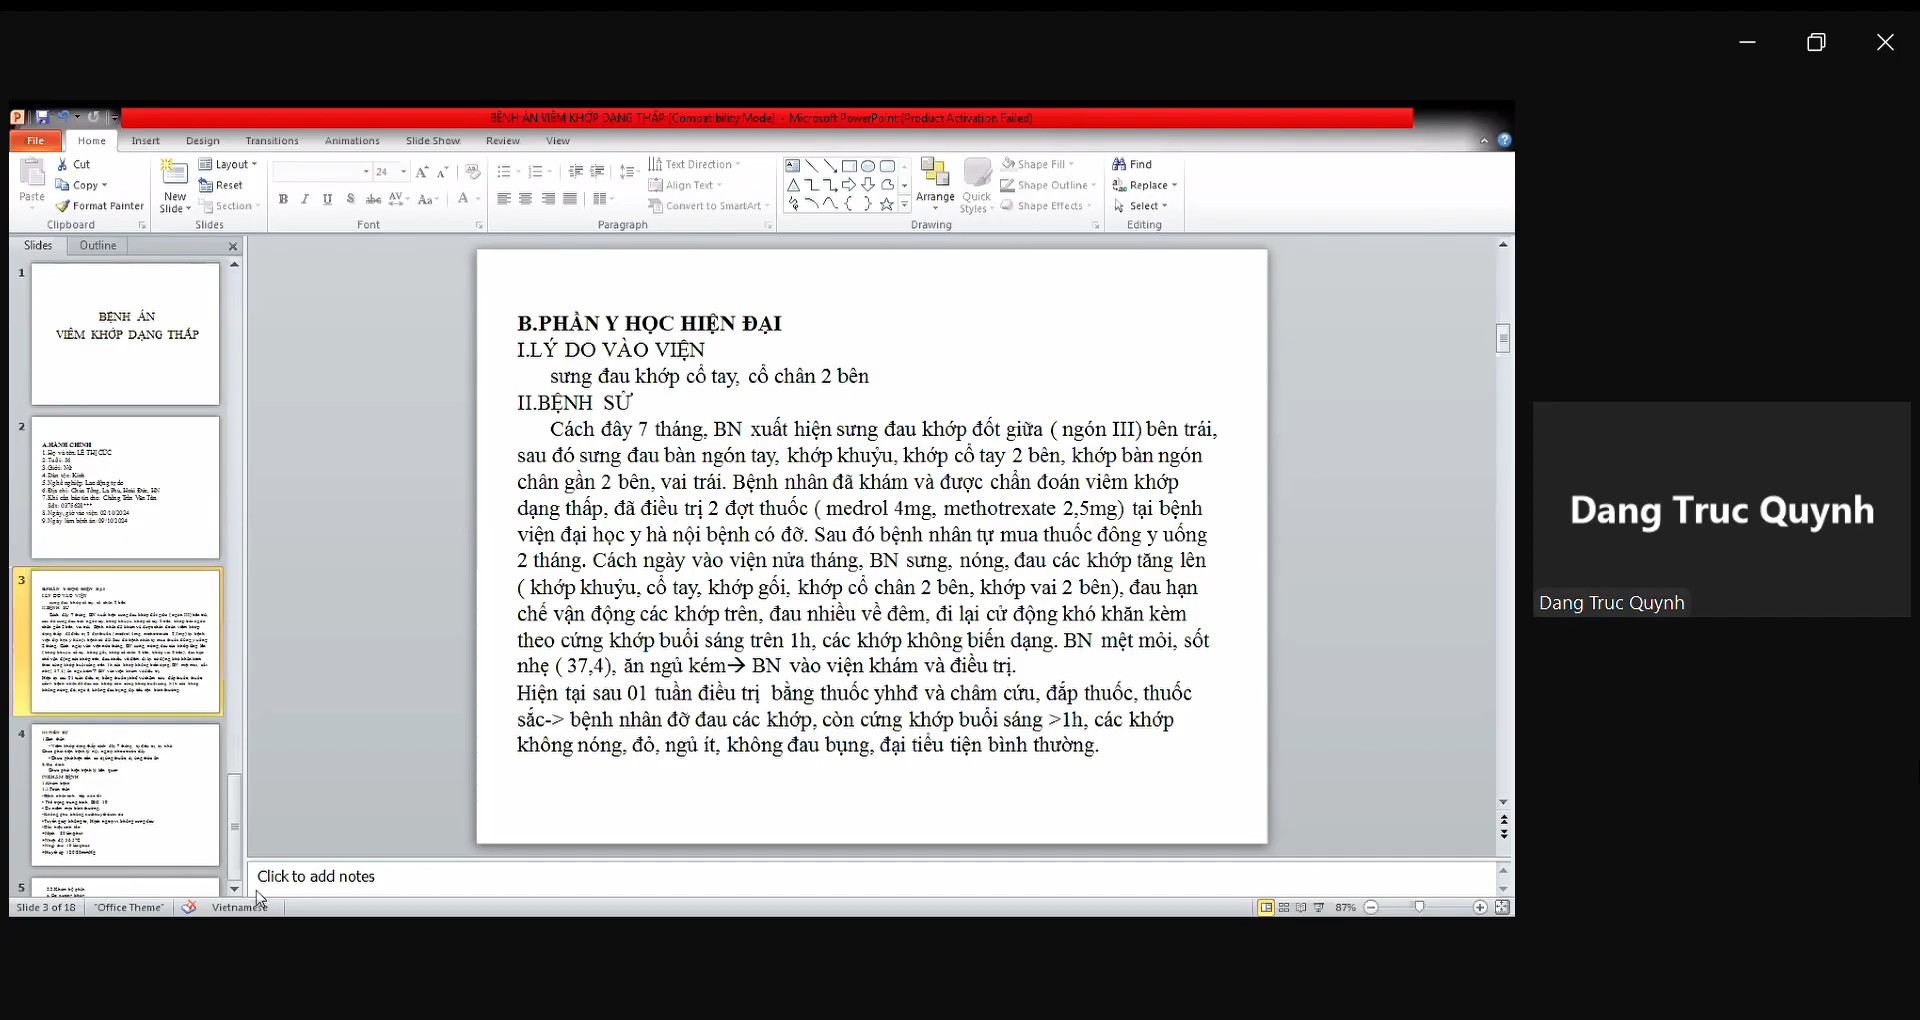 BỆNH ÁN VIÊM KHỚP DẠNG THẤP [Compatibility Mode] - Microsoft PowerPoint (Product Activation Failed)
File Home Insert Design Transitions Animations Slide Show Review View
Cut
Copy
Format Painter
Paste
Clipboard
New Slide
Layout
Reset
Section
Slides
24
Font
Text Direction
Align Text
Convert to SmartArt
Paragraph
Arrange
Quick Styles
Shape Fill
Shape Outline
Shape Effects
Drawing
Find
Replace
Select
Editing
Slides Outline
1
BỆNH ÁN
VIÊM KHỚP DẠNG THẤP
2
A.HÀNH CHÍNH
3
4
5
B.PHẦN Y HỌC HIỆN ĐẠI
I.LÝ DO VÀO VIỆN
sưng đau khớp cổ tay, cổ chân 2 bên
II.BỆNH SỬ
Cách đây 7 tháng, BN xuất hiện sưng đau khớp đốt giữa ( ngón III) bên trái,
sau đó sưng đau bàn ngón tay, khớp khuỷu, khớp cổ tay 2 bên, khớp bàn ngón
chân gần 2 bên, vai trái. Bệnh nhân đã khám và được chẩn đoán viêm khớp
dạng thấp, đã điều trị 2 đợt thuốc ( medrol 4mg, methotrexate 2,5mg) tại bệnh
viện đại học y hà nội bệnh có đỡ. Sau đó bệnh nhân tự mua thuốc đông y uống
2 tháng. Cách ngày vào viện nửa tháng, BN sưng, nóng, đau các khớp tăng lên
( khớp khuỷu, cổ tay, khớp gối, khớp cổ chân 2 bên, khớp vai 2 bên), đau hạn
chế vận động các khớp trên, đau nhiều về đêm, đi lại cử động khó khăn kèm
theo cứng khớp buổi sáng trên 1h, các khớp không biến dạng. BN mệt mỏi, sốt
nhẹ ( 37,4), ăn ngủ kém→ BN vào viện khám và điều trị.
Hiện tại sau 01 tuần điều trị bằng thuốc yhhđ và châm cứu, đắp thuốc, thuốc
sắc-> bệnh nhân đỡ đau các khớp, còn cứng khớp buổi sáng >1h, các khớp
không nóng, đỏ, ngủ ít, không đau bụng, đại tiểu tiện bình thường.
Click to add notes
Slide 3 of 18 "Office Theme" Vietnamese 87%
Dang Truc Quynh
Dang Truc Quynh